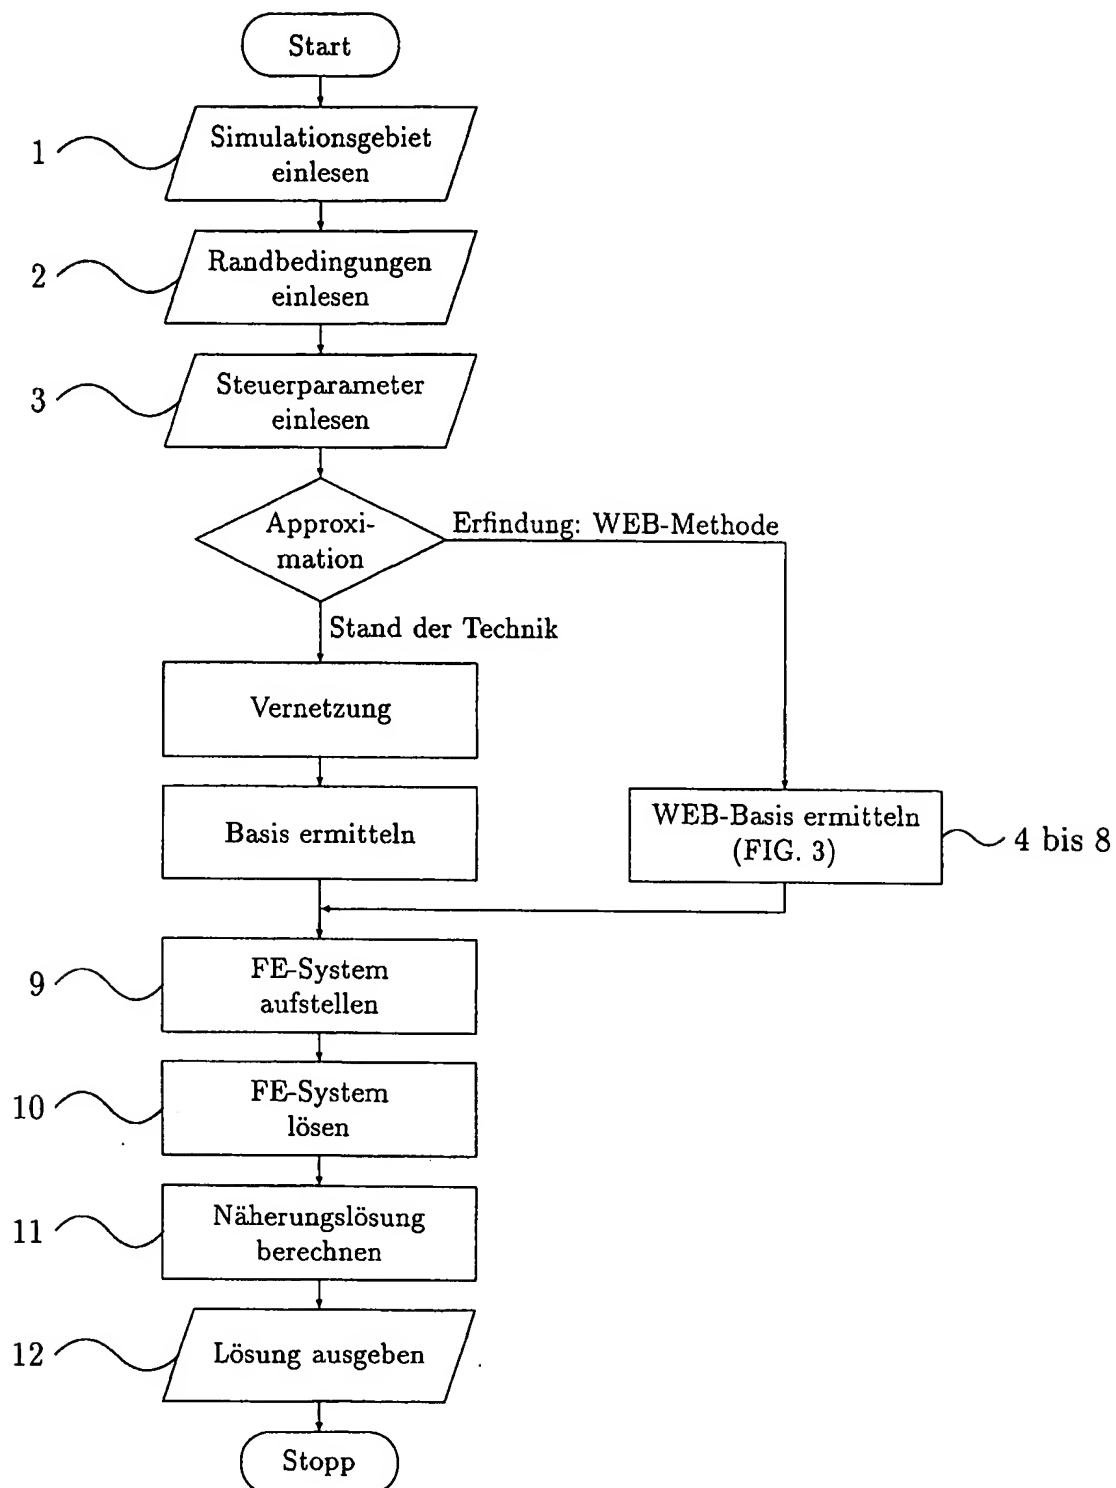 Start
1
Simulationsgebiet
einlesen
2
Randbedingungen
einlesen
3
Steuerparameter
einlesen
Approxi-
mation
Erfindung: WEB-Methode
Stand der Technik
Vernetzung
Basis ermitteln
WEB-Basis ermitteln
(FIG. 3)
4 bis 8
9
FE-System
aufstellen
10
FE-System
lösen
11
Näherungslösung
berechnen
12
Lösung ausgeben
Stopp